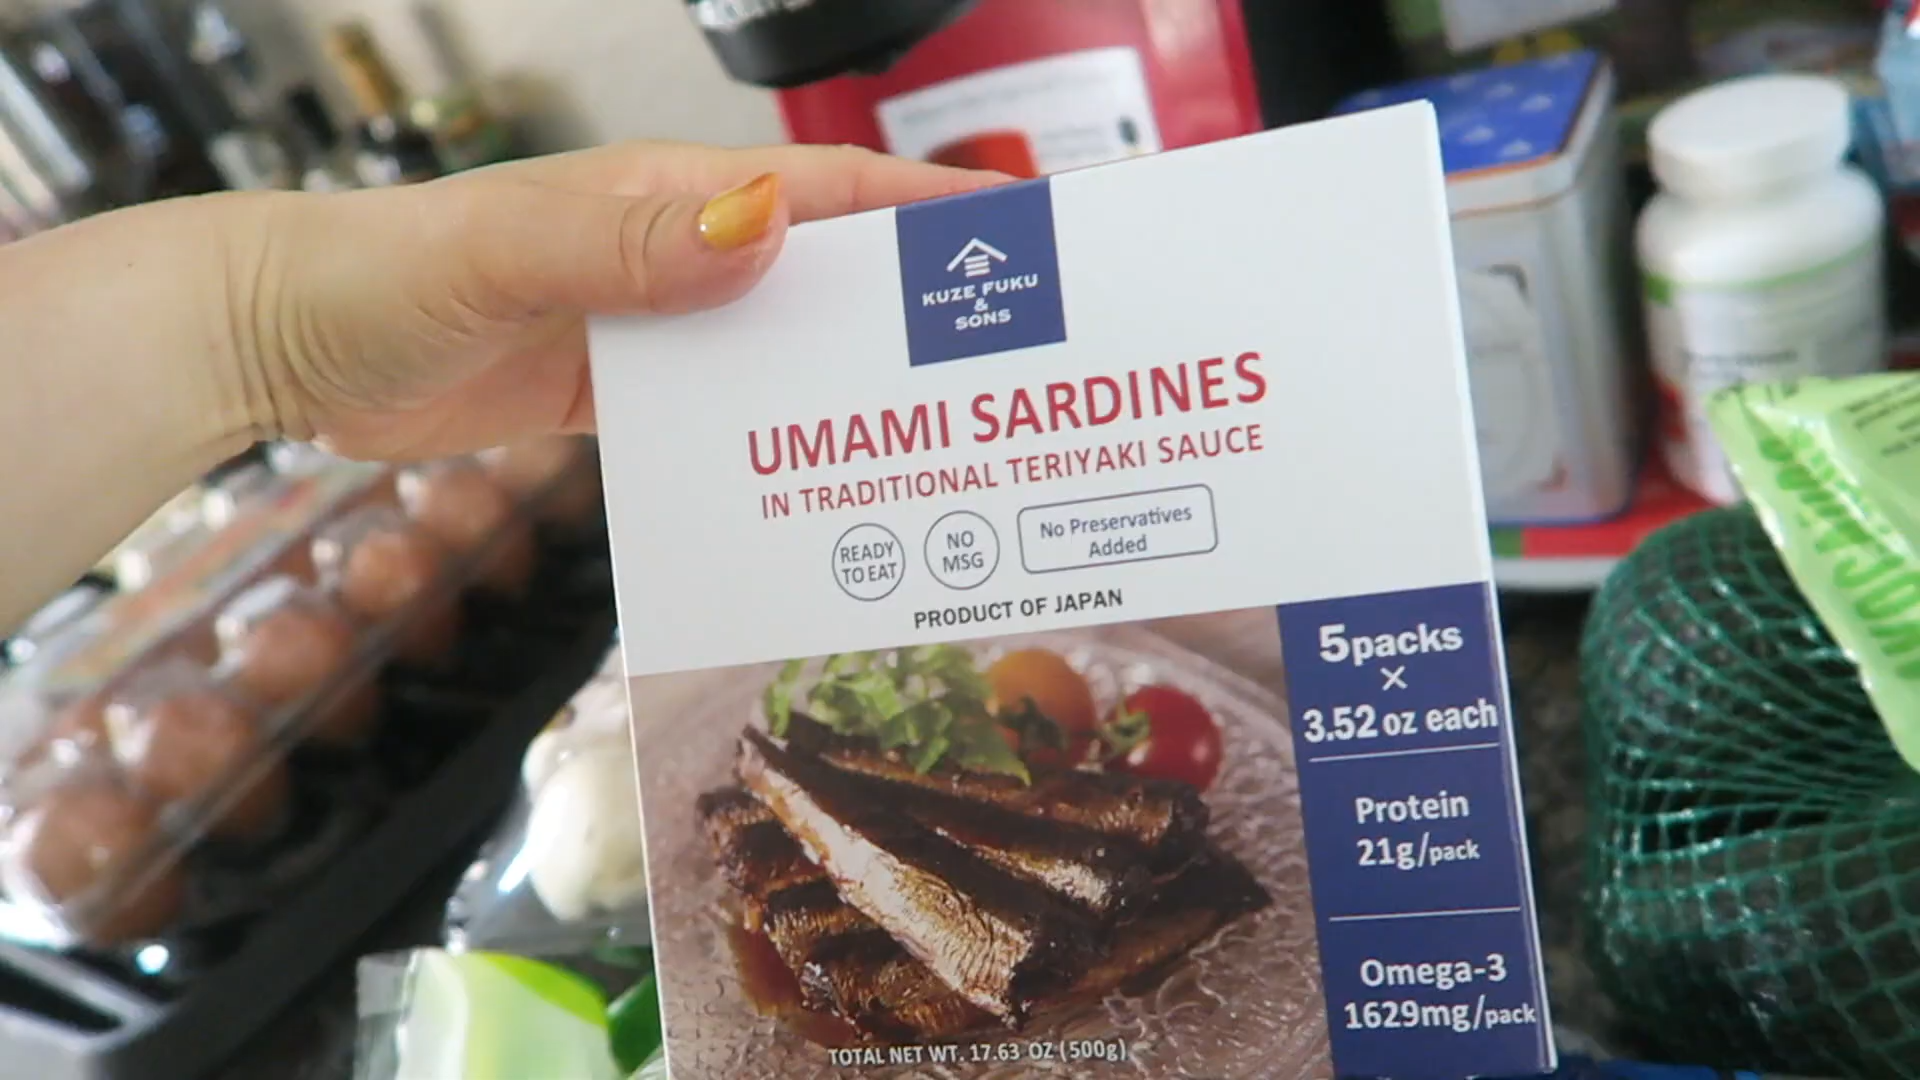 KUZE FUKU
&
SONS
UMAMI SARDINES
IN TRADITIONAL TERIYAKI SAUCE
READY
TO EAT
NO
MSG
No Preservatives
Added
PRODUCT OF JAPAN
5packs
×
3.52 oz each
Protein
21g/pack
Omega-3
1629mg/pack
TOTAL NET WT. 17.63 OZ (500g)